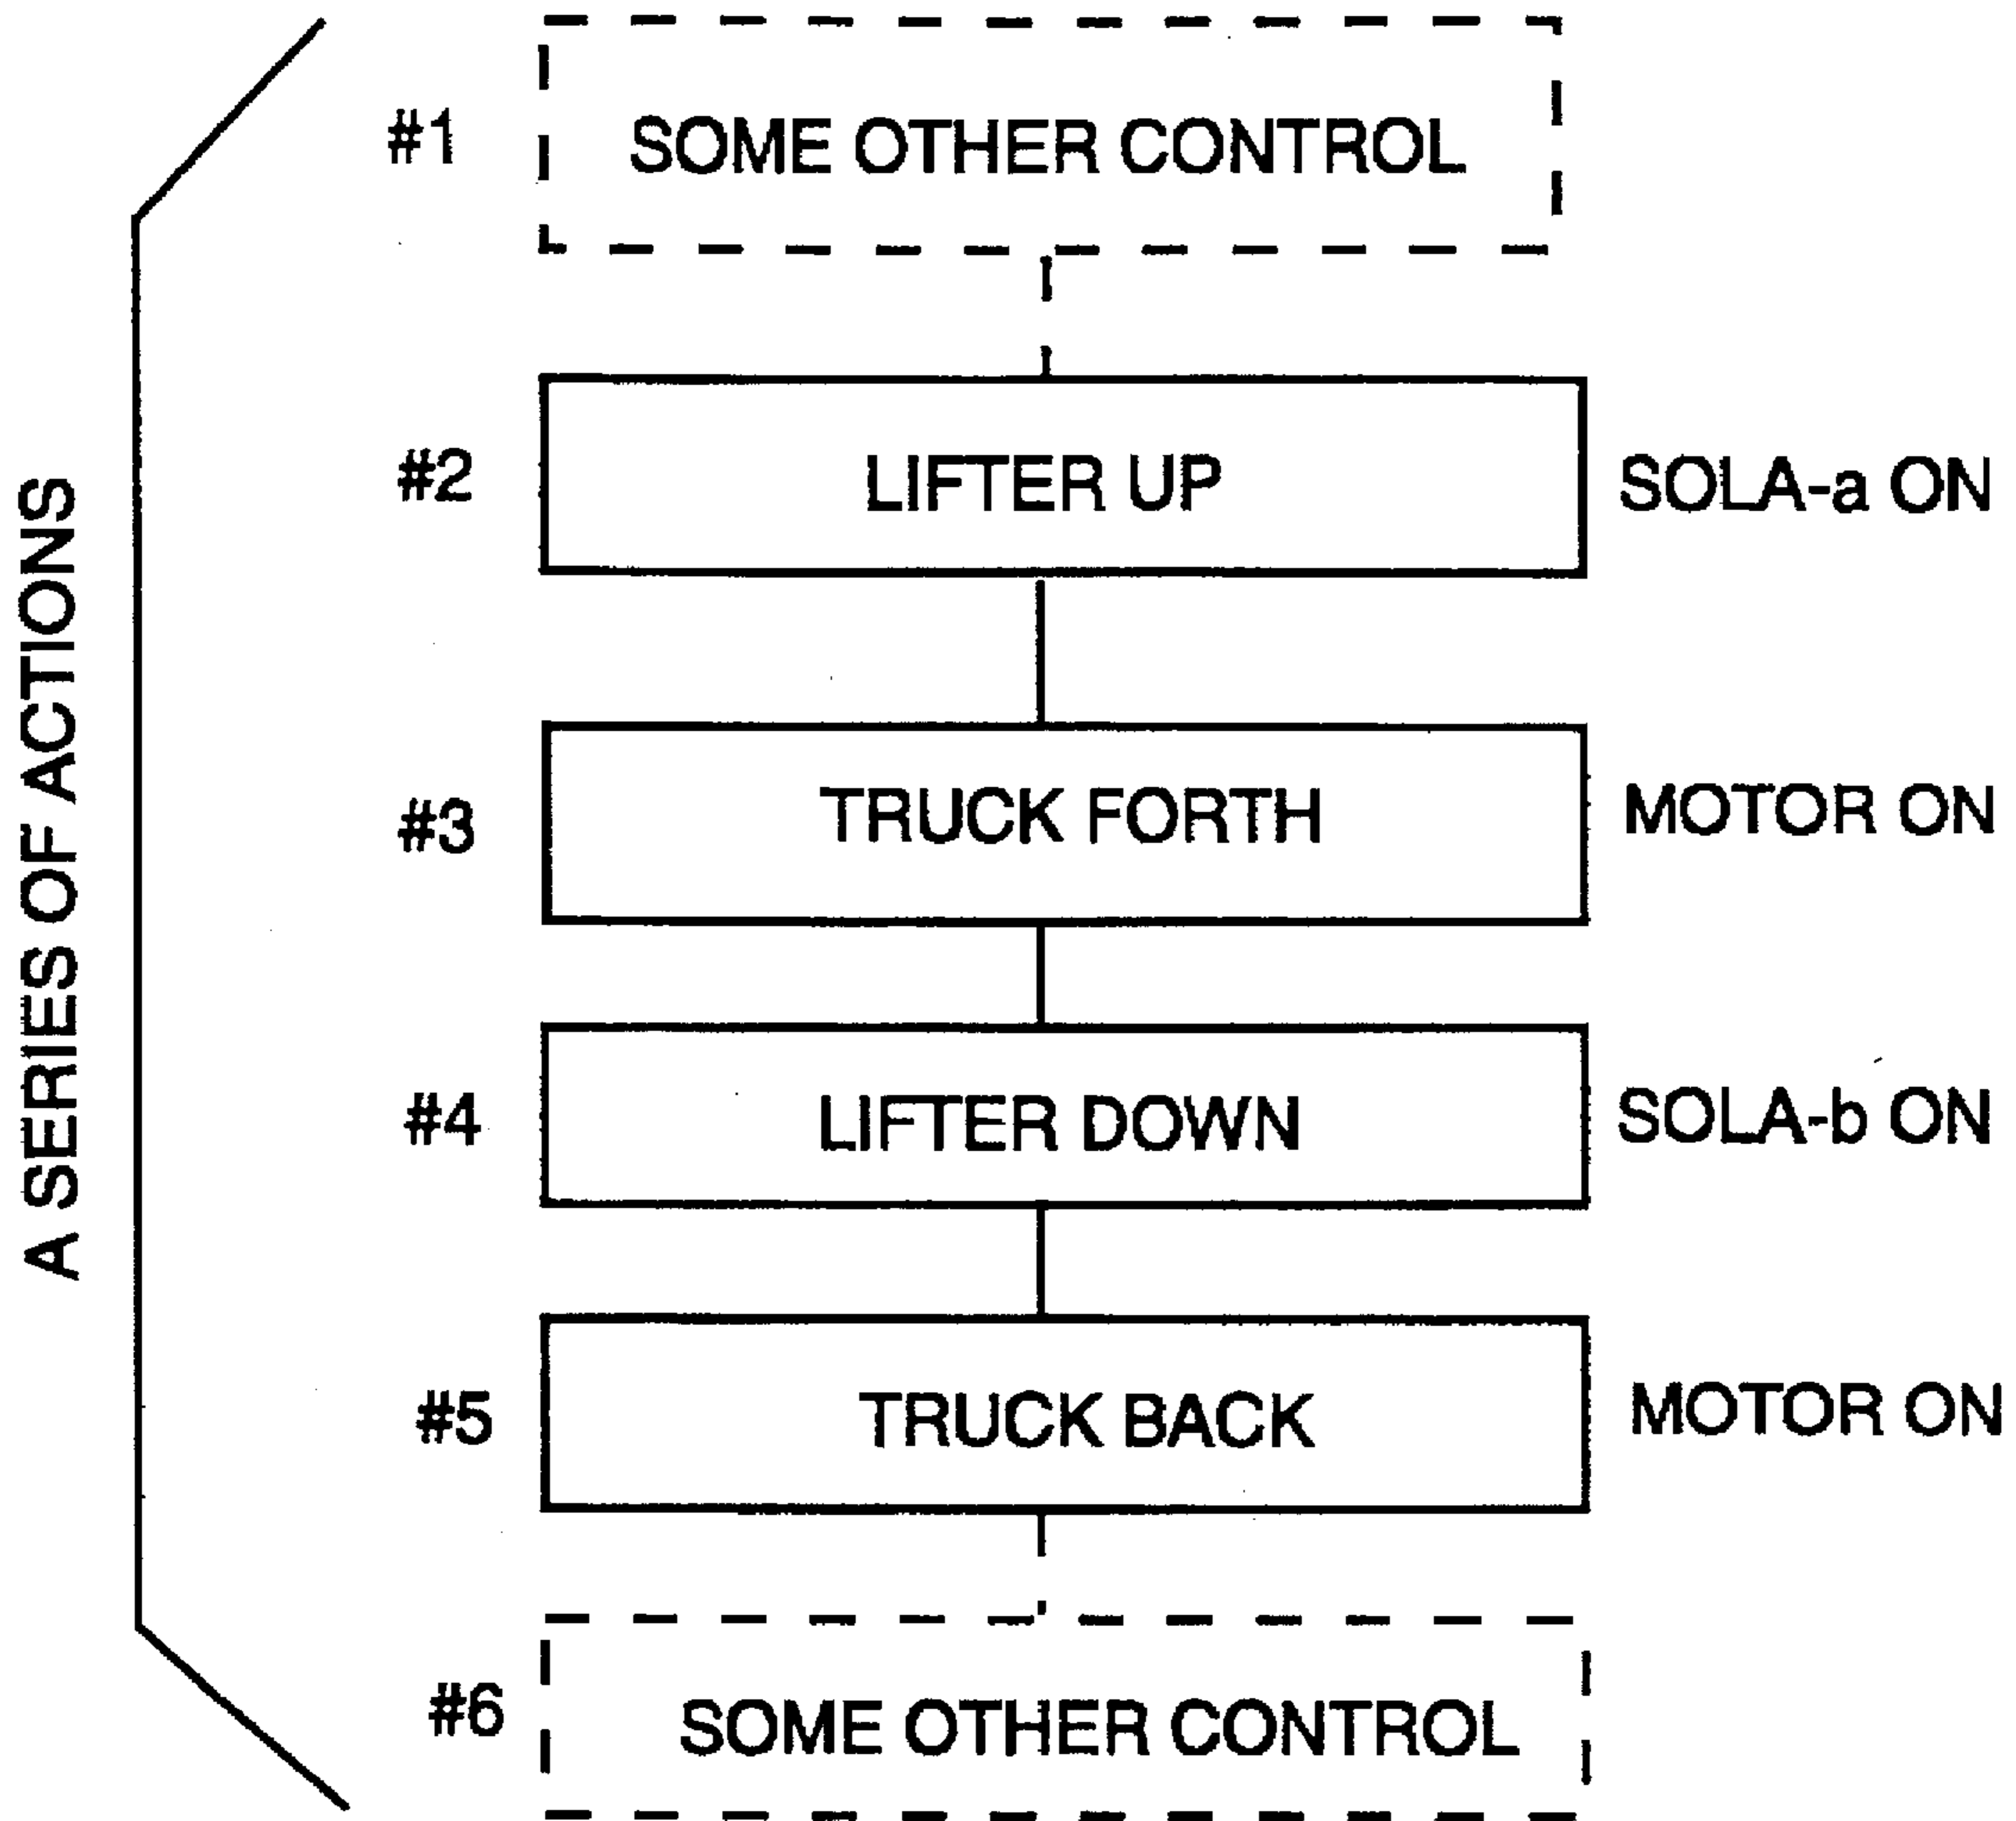 A SERIES OF ACTIONS
#1 SOME OTHER CONTROL
#2 LIFTER UP SOLA-a ON
#3 TRUCK FORTH MOTOR ON
#4 LIFTER DOWN SOLA-b ON
#5 TRUCK BACK MOTOR ON
#6 SOME OTHER CONTROL